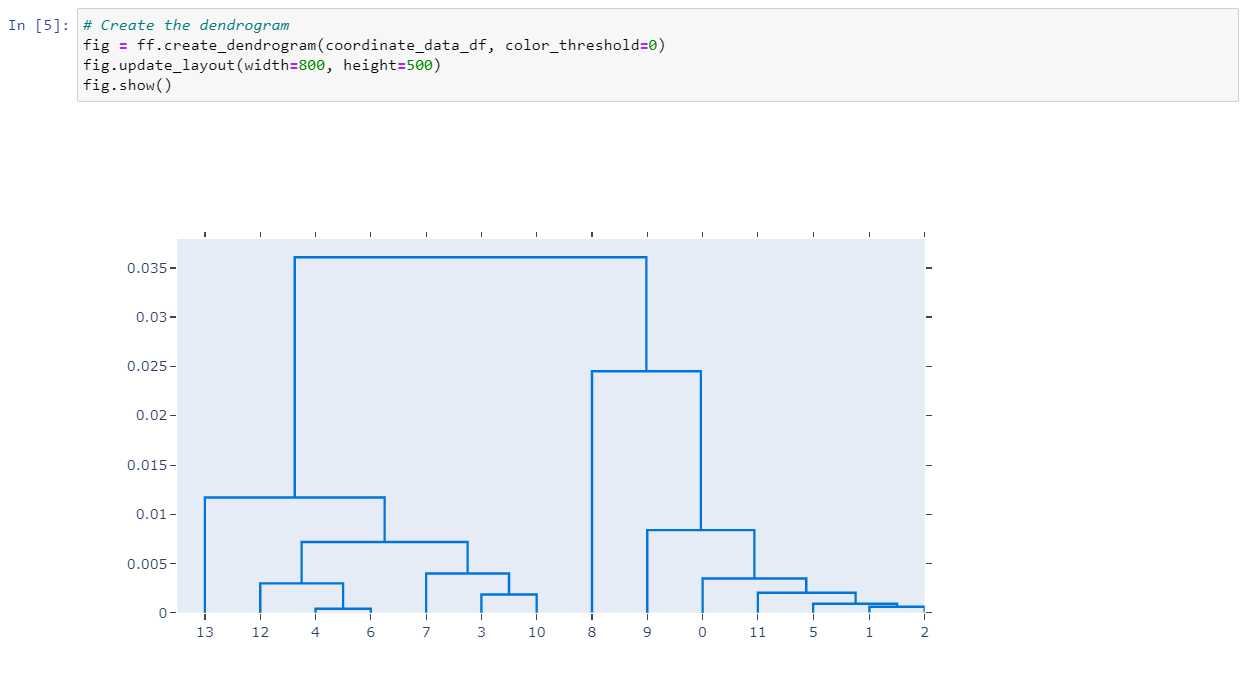 In [5]: # Create the dendrogram
fig = ff.create_dendrogram(coordinate_data_df, color_threshold=0)
fig.update_layout(width=800, height=500)
fig.show()
0.035
0.03
0.025
0.02
0.015
0.01
0.005
0
13 12 4 6 7 3 10 8 9 0 11 5 1 2